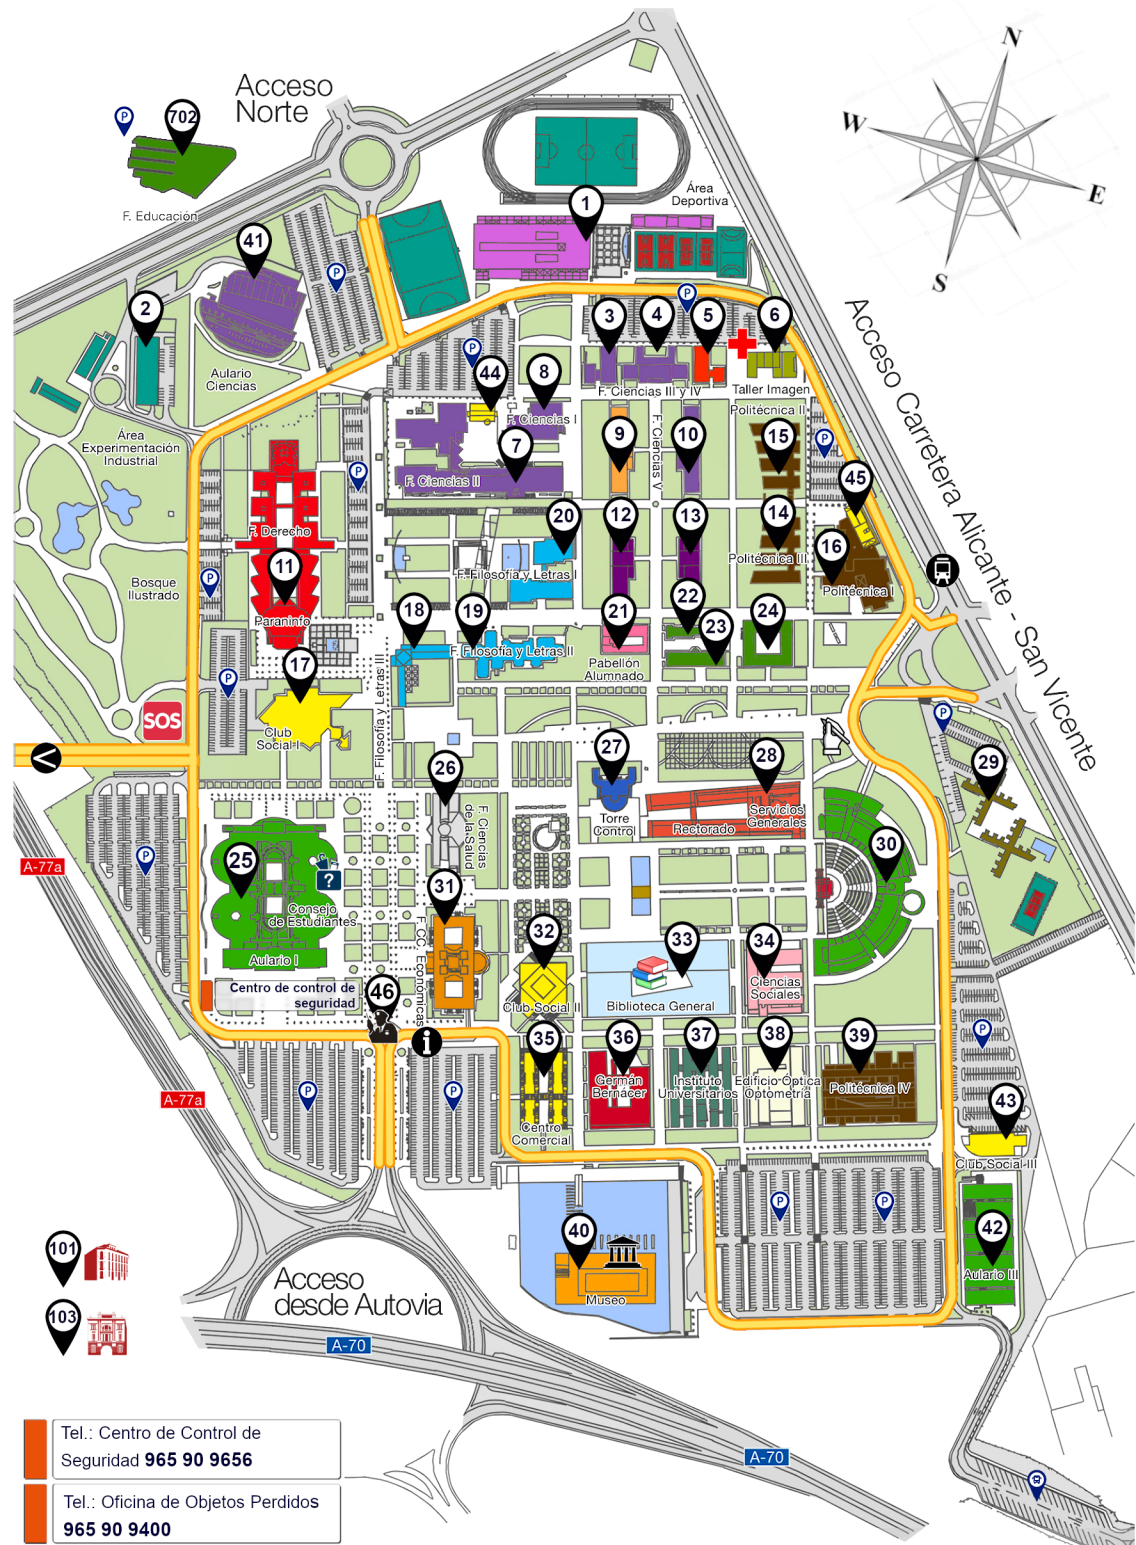 N
W
E
S
Acceso
Norte
P
702
F. Educación
1
Área
Deportiva
41
P
2
Aulario
Ciencias
P
3
4
5
6
P
44
8
F. Ciencias III y IV
Taller Imagen
Acceso Carretera Alicante - San Vicente
F. Ciencias I
Politécnica II
7
9
F. Ciencias V
10
15
P
Área
Experimentación
Industrial
P
F. Ciencias II
45
20
12
13
14
16
F. Derecho
11
Politécnica III
Politécnica I
Bosque
Ilustrado
P
F. Filosofía y Letras I
Paraninfo
18
19
21
22
23
24
F. Filosofía y Letras II
Pabellón
Alumnado
17
P
F. Filosofía y Letras III
SOS
Club
Social I
P
<
26
27
28
29
F. Ciencias
de la Salud
Torre
Control
Rectorado
Servicios
Generales
A-77a
P
25
?
Consejo
de Estudiantes
Aulario I
30
31
F. CC. Económicas
32
33
34
Club Social II
Biblioteca General
Ciencias
Sociales
Centro de control de
seguridad
46
i
P
35
36
37
38
39
Germán
Bernácer
Instituto
Universitarios
Edificio Óptica
Optometría
Politécnica IV
A-77a
P
P
Centro
Comercial
43
Club Social III
P
P
40
Museo
42
Aulario III
101
103
Acceso
desde Autovia
A-70
A-70
Tel.: Centro de Control de
Seguridad 965 90 9656
Tel.: Oficina de Objetos Perdidos
965 90 9400